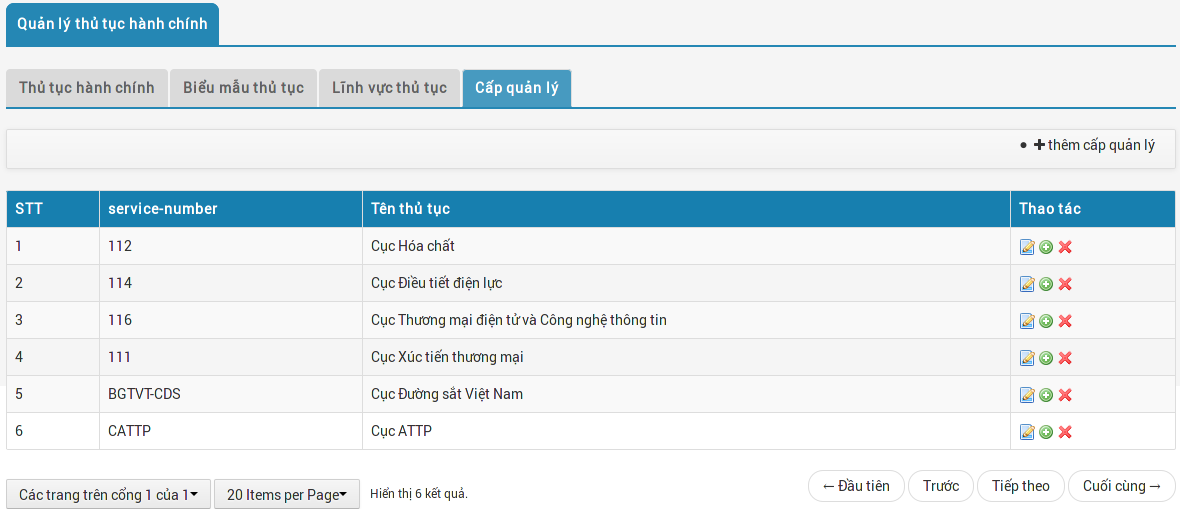 Quản lý thủ tục hành chính
Thủ tục hành chính Biểu mẫu thủ tục Lĩnh vực thủ tục Cấp quản lý
• ✚ thêm cấp quản lý
STT service-number Tên thủ tục Thao tác
1 112 Cục Hóa chất
2 114 Cục Điều tiết điện lực
3 116 Cục Thương mại điện tử và Công nghệ thông tin
4 111 Cục Xúc tiến thương mại
5 BGTVT-CDS Cục Đường sắt Việt Nam
6 CATTP Cục ATTP
Các trang trên cổng 1 của 1 20 Items per Page Hiển thị 6 kết quả. ← Đầu tiên Trước Tiếp theo Cuối cùng →